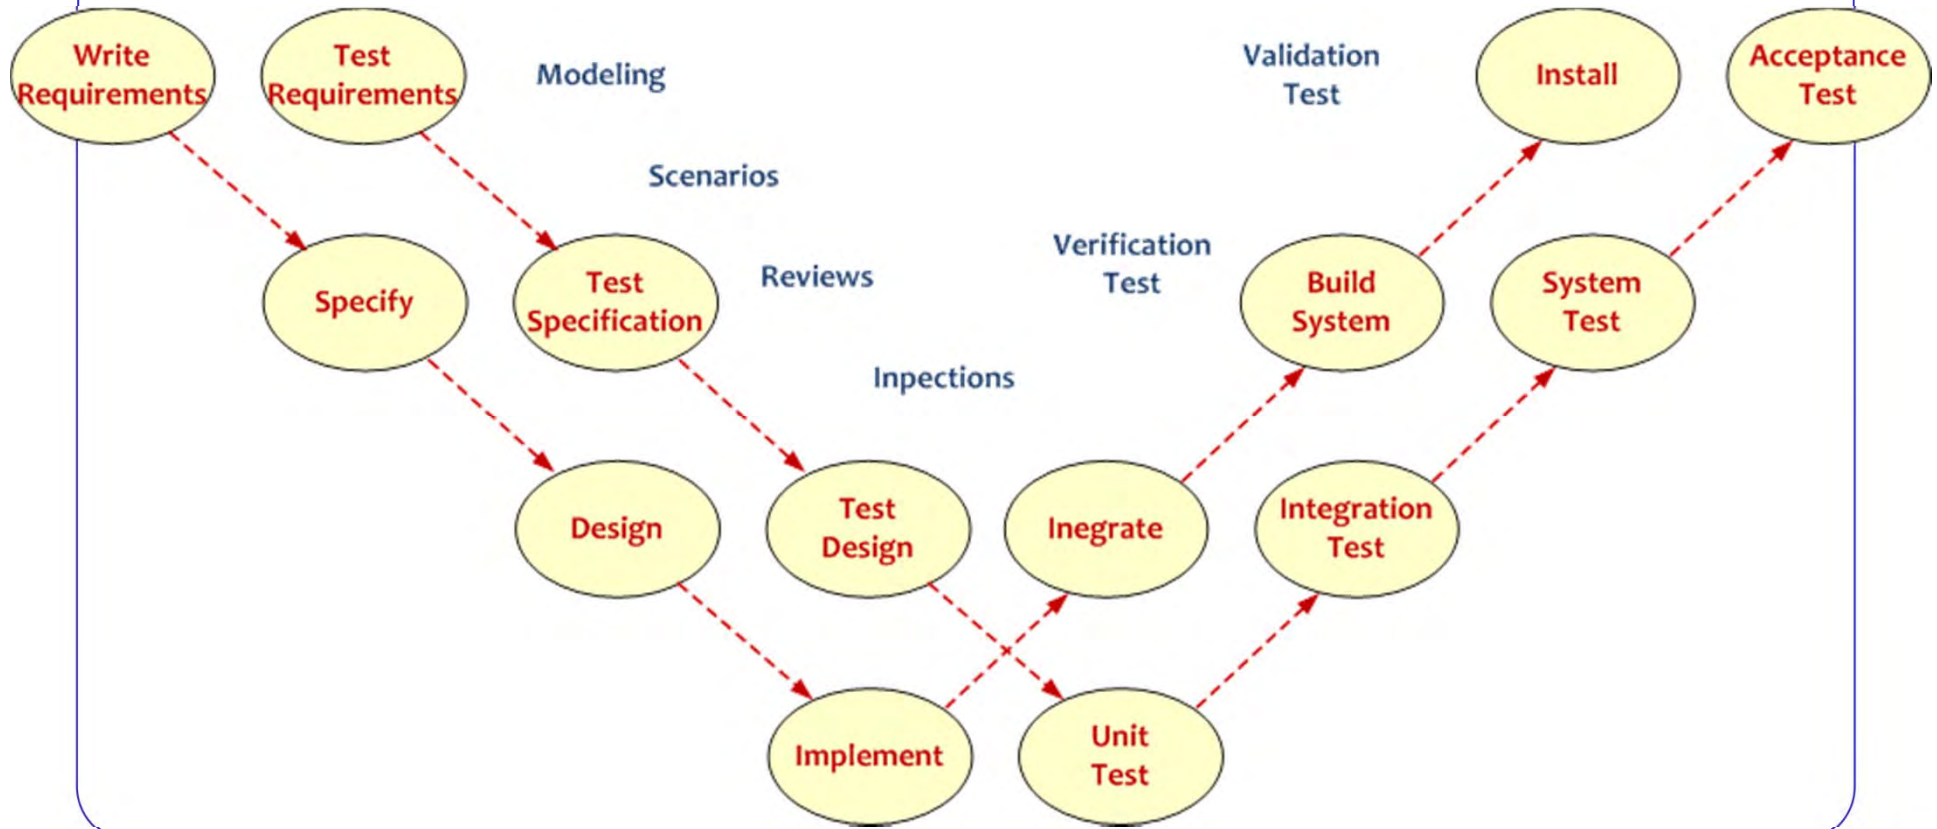 Write
Requirements
Test
Requirements
Modeling
Validation
Test
Install
Acceptance
Test
Scenarios
Specify
Test
Specification
Reviews
Verification
Test
Build
System
System
Test
Inpections
Design
Test
Design
Inegrate
Integration
Test
Implement
Unit
Test